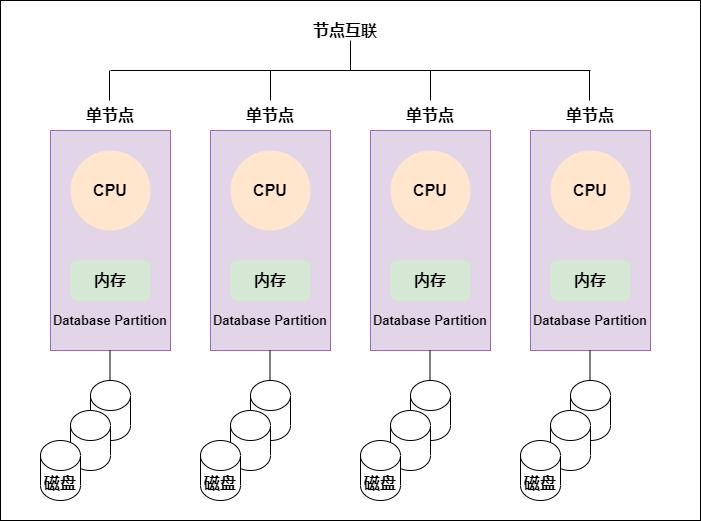 节点互联
单节点 单节点 单节点 单节点
CPU CPU CPU CPU
内存 内存 内存 内存
Database Partition Database Partition Database Partition Database Partition
磁盘 磁盘 磁盘 磁盘